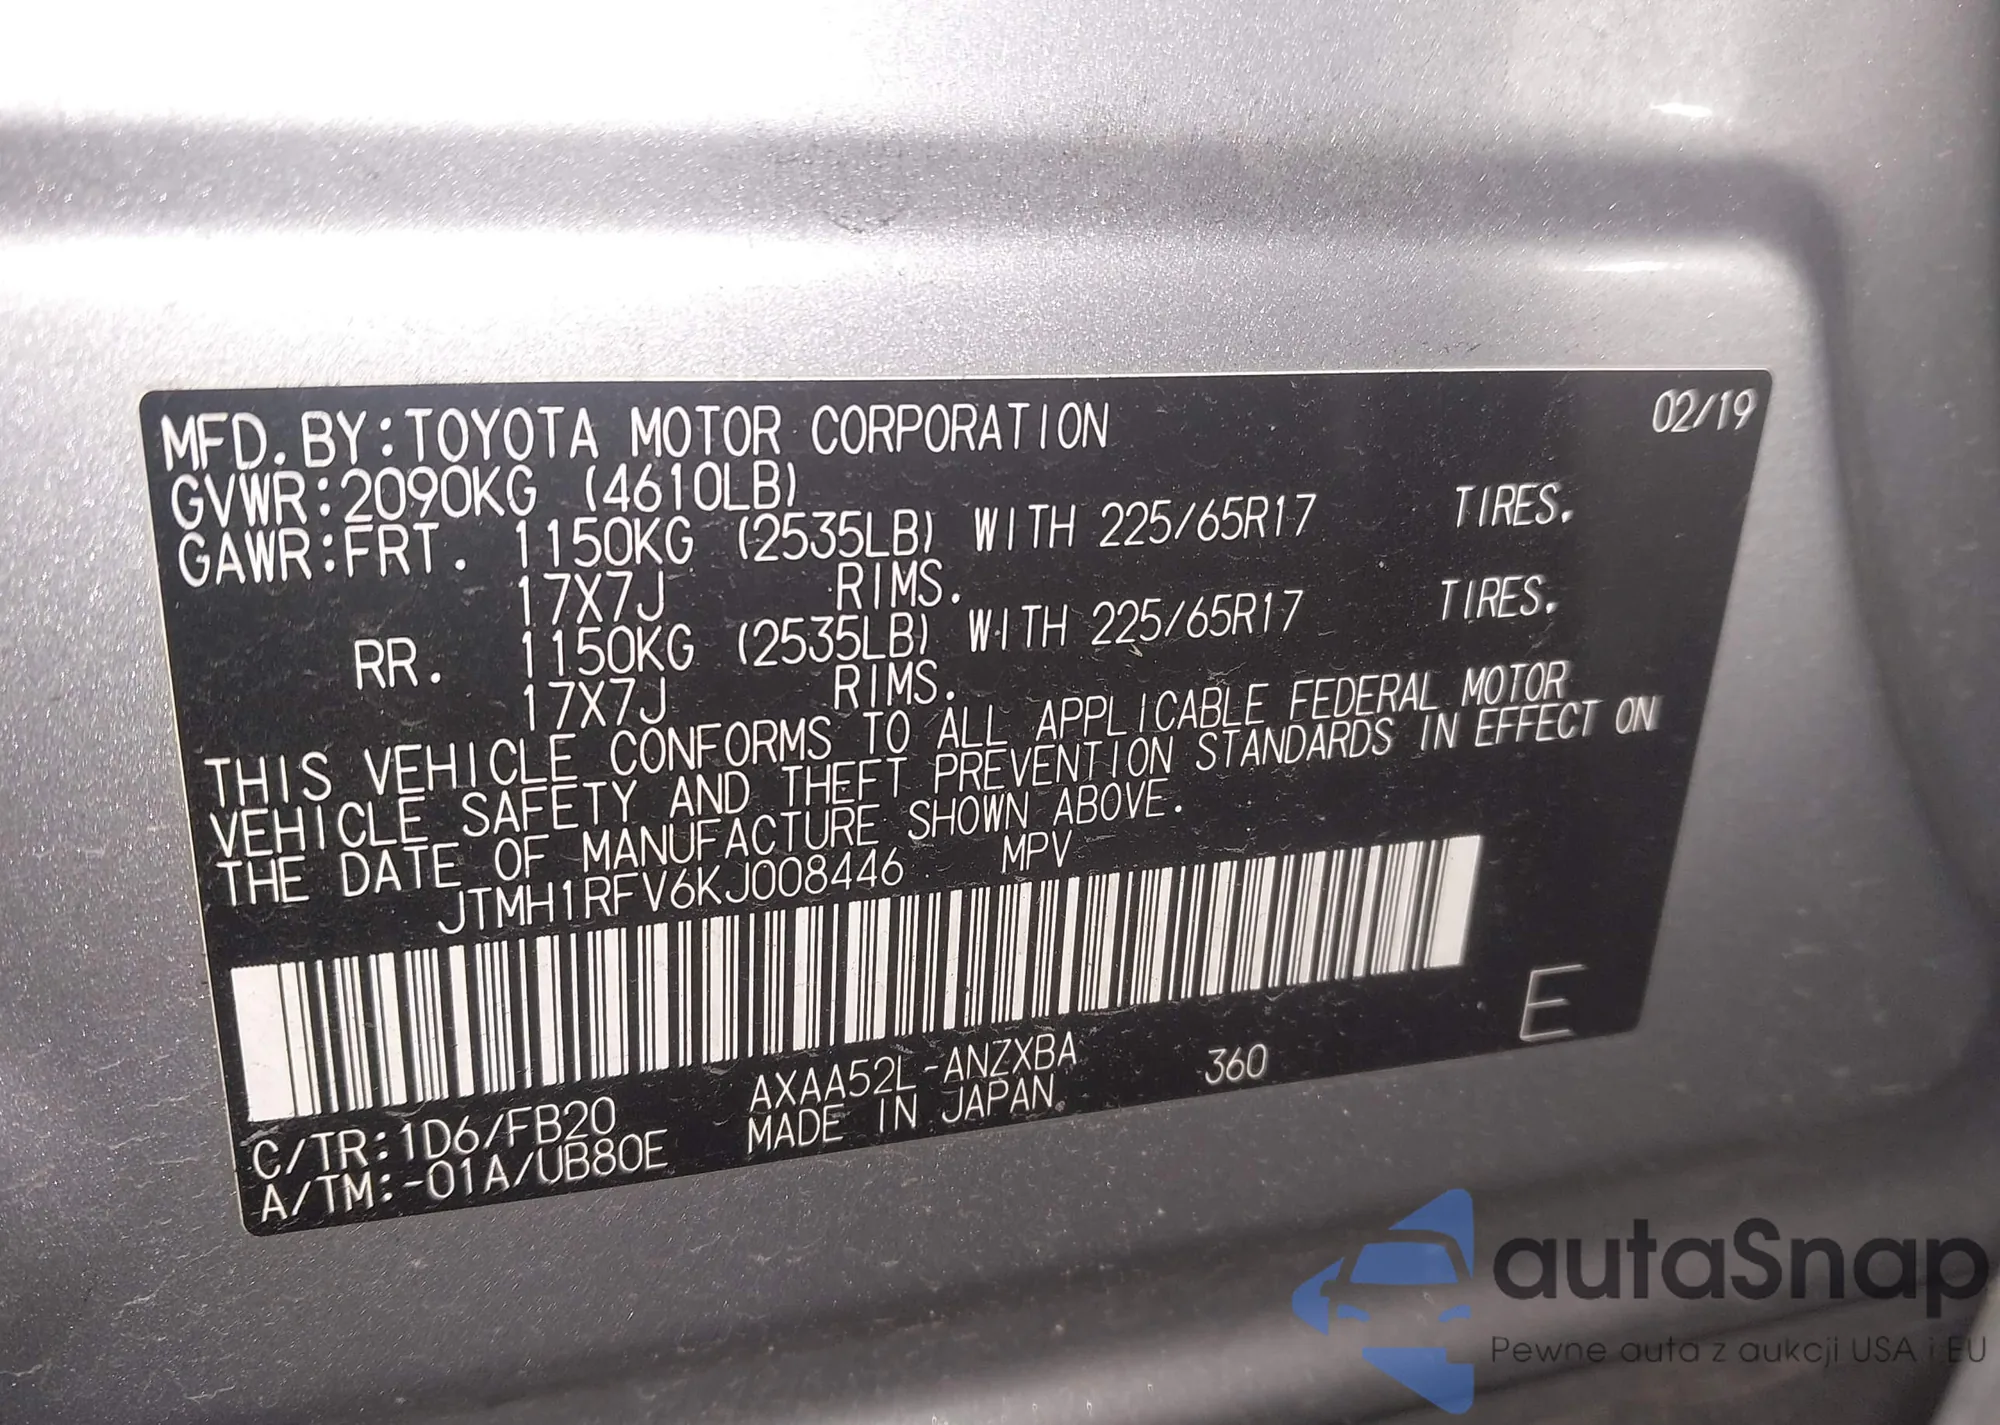 MFD. BY:TOYOTA MOTOR CORPORATION 02/19
GVWR:2090KG (4610LB)
GAWR:FRT. 1150KG (2535LB) WITH 225/65R17 TIRES.
17X7J RIMS.
RR. 1150KG (2535LB) WITH 225/65R17 TIRES.
17X7J RIMS.
THIS VEHICLE CONFORMS TO ALL APPLICABLE FEDERAL MOTOR
VEHICLE SAFETY AND THEFT PREVENTION STANDARDS IN EFFECT ON
THE DATE OF MANUFACTURE SHOWN ABOVE.
JTMH1RFV6KJ008446 MPV
E
C/TR:1D6/FB20 AXAA52L-ANZXBA 360
A/TM:-01A/UB80E MADE IN JAPAN
autaSnap
Pewne auta z aukcji USA i EU